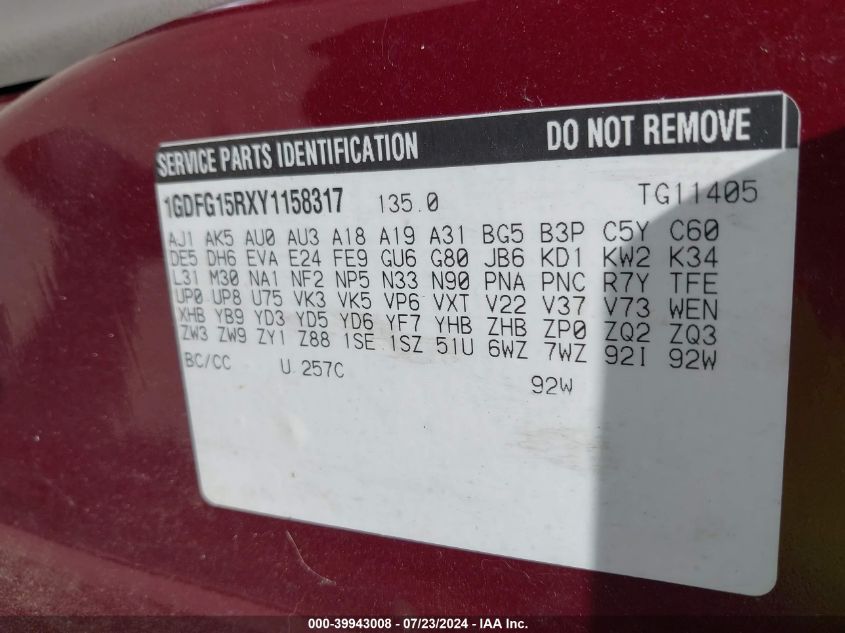 SERVICE PARTS IDENTIFICATION DO NOT REMOVE
1GDFG15RXY1158317 135.0 TG11405
AJ1 AK5 AU0 AU3 A18 A19 A31 BG5 B3P C5Y C60
DE5 DH6 EVA E24 FE9 GU6 G80 JB6 KD1 KW2 K34
L31 M30 NA1 NF2 NP5 N33 N90 PNA PNC R7Y TFE
UP0 UP8 U75 VK3 VK5 VP6 VXT V22 V37 V73 WEN
XHB YB9 YD3 YD5 YD6 YF7 YHB ZHB ZP0 ZQ2 ZQ3
ZW3 ZW9 ZY1 Z88 1SE 1SZ 51U 6WZ 7WZ 92I 92W
BC/CC U 257C 92W
000-39943008 / 07/23/2024 - IAA Inc.